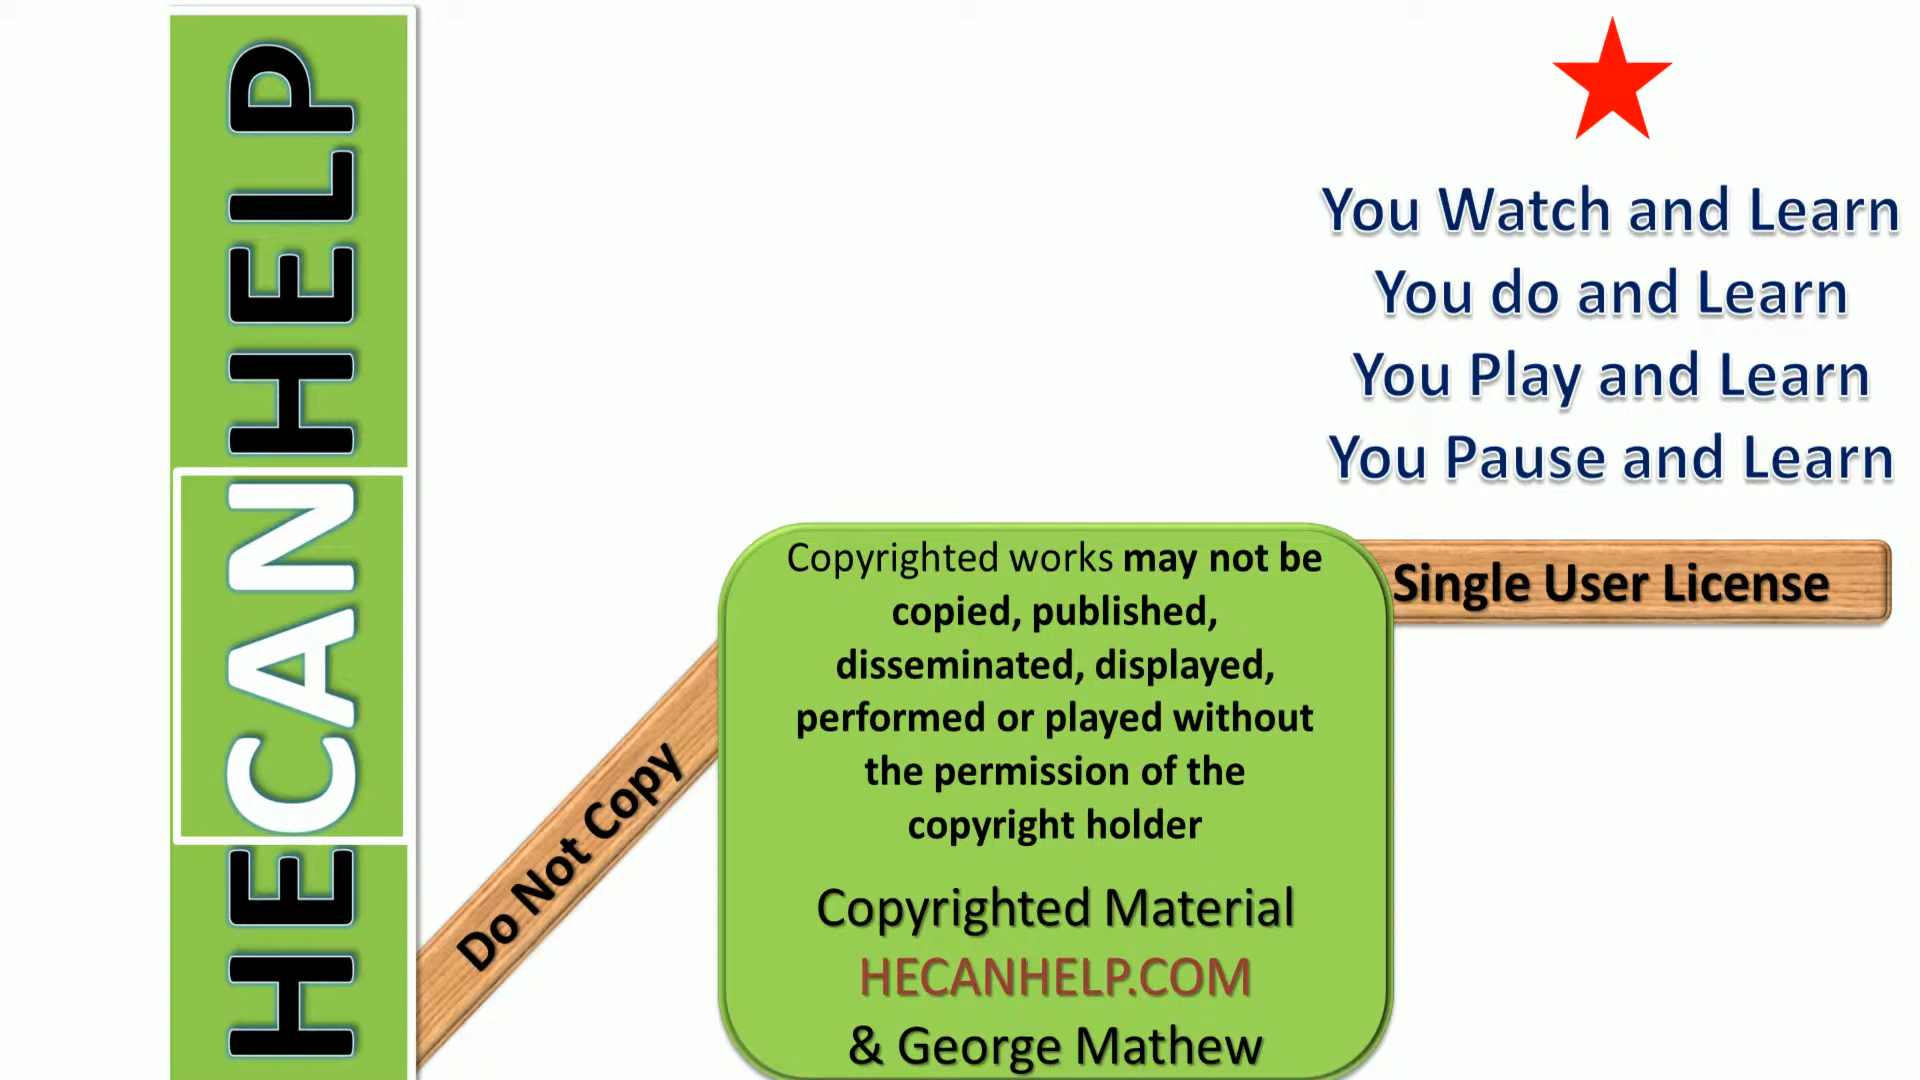 HECANHELP
You Watch and Learn
You do and Learn
You Play and Learn
You Pause and Learn
Single User License
Do Not Copy
Copyrighted works may not be
copied, published,
disseminated, displayed,
performed or played without
the permission of the
copyright holder
Copyrighted Material
HECANHELP.COM
& George Mathew